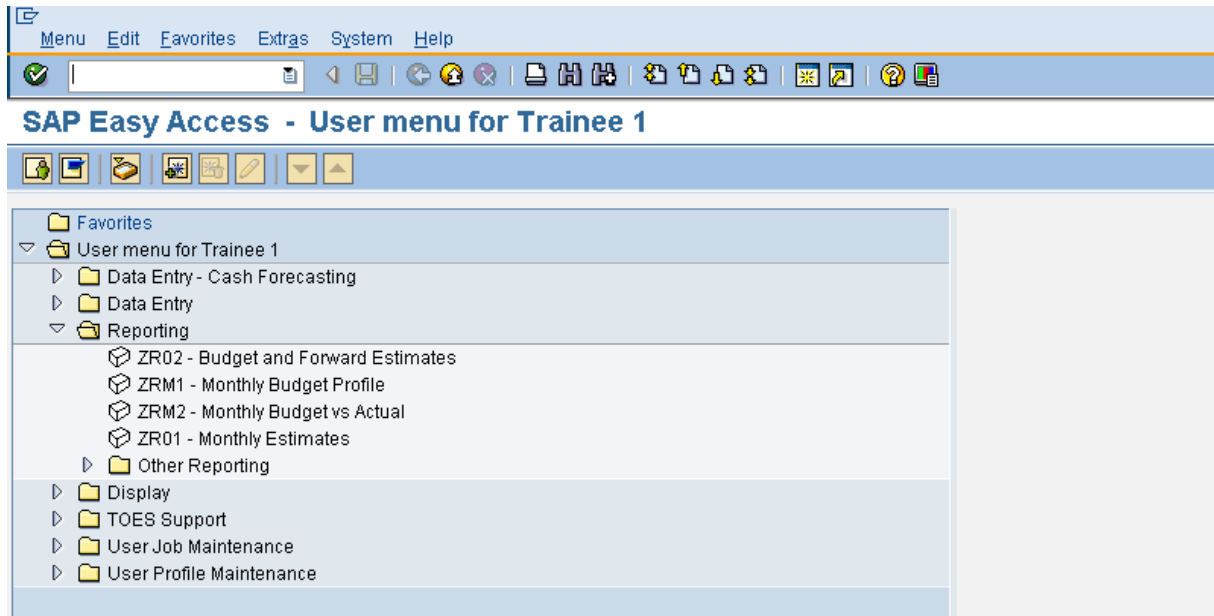 Menu Edit Favorites Extras System Help
SAP Easy Access - User menu for Trainee 1
Favorites
User menu for Trainee 1
Data Entry - Cash Forecasting
Data Entry
Reporting
ZR02 - Budget and Forward Estimates
ZRM1 - Monthly Budget Profile
ZRM2 - Monthly Budget vs Actual
ZR01 - Monthly Estimates
Other Reporting
Display
TOES Support
User Job Maintenance
User Profile Maintenance